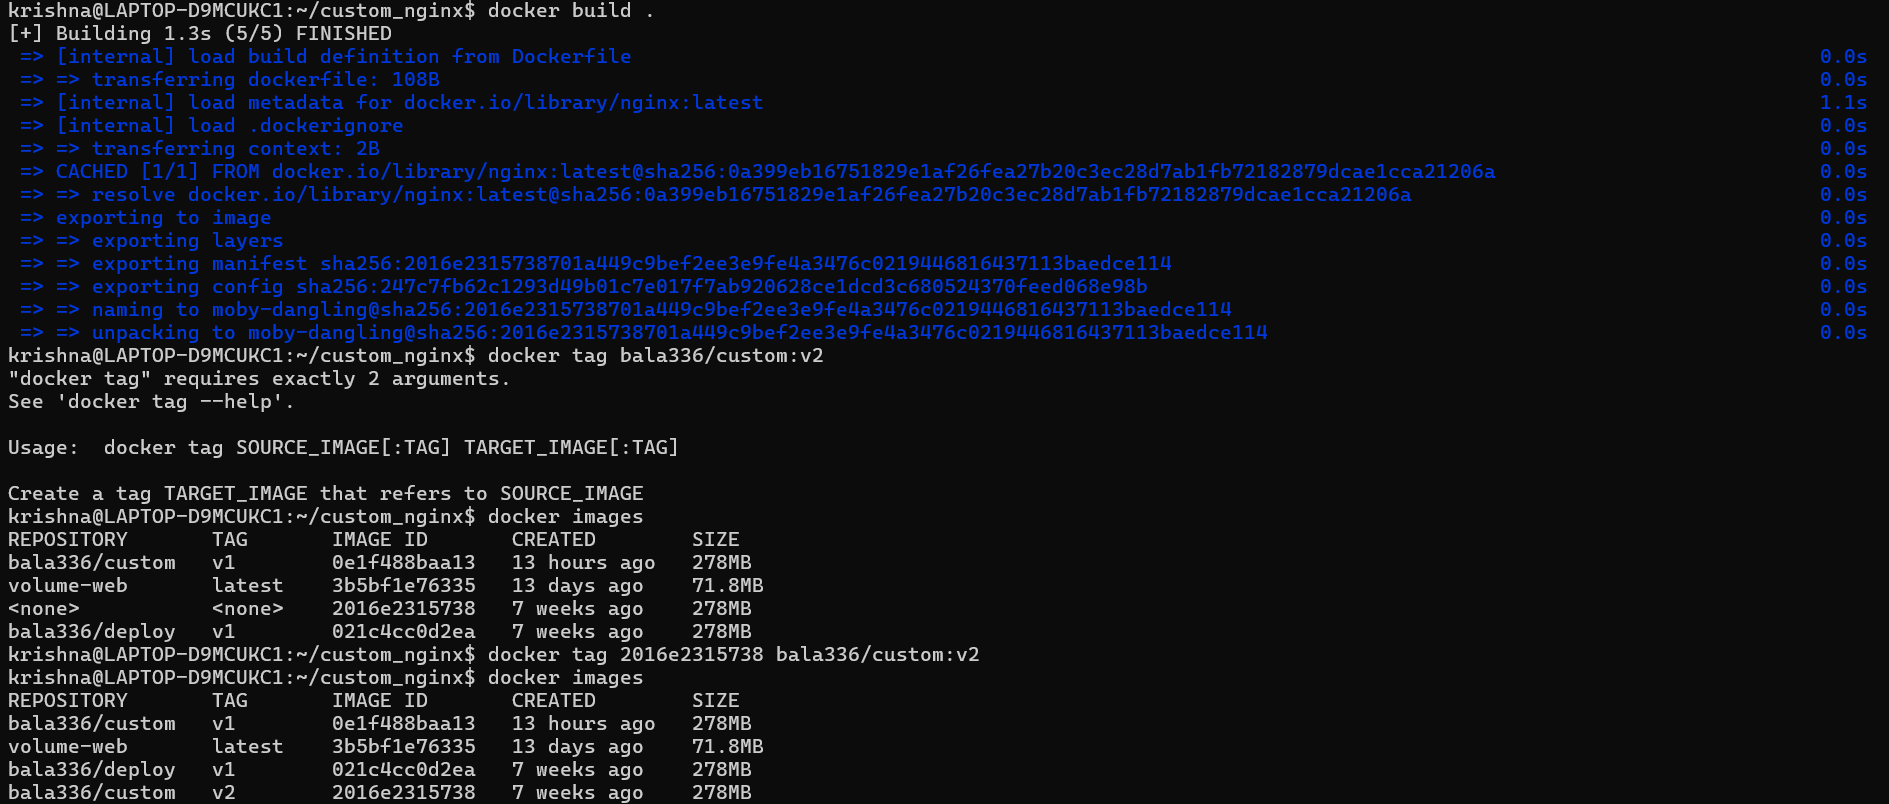 krishna@LAPTOP-D9MCUKC1:~/custom_nginx$ docker build .
[+] Building 1.3s (5/5) FINISHED
=> [internal] load build definition from Dockerfile 0.0s
=> => transferring dockerfile: 108B 0.0s
=> [internal] load metadata for docker.io/library/nginx:latest 1.1s
=> [internal] load .dockerignore 0.0s
=> => transferring context: 2B 0.0s
=> CACHED [1/1] FROM docker.io/library/nginx:latest@sha256:0a399eb16751829e1af26fea27b20c3ec28d7ab1fb72182879dcae1cca21206a 0.0s
=> => resolve docker.io/library/nginx:latest@sha256:0a399eb16751829e1af26fea27b20c3ec28d7ab1fb72182879dcae1cca21206a 0.0s
=> exporting to image 0.0s
=> => exporting layers 0.0s
=> => exporting manifest sha256:2016e2315738701a449c9bef2ee3e9fe4a3476c0219446816437113baedce114 0.0s
=> => exporting config sha256:247c7fb62c1293d49b01c7e017f7ab920628ce1dcd3c680524370feed068e98b 0.0s
=> => naming to moby-dangling@sha256:2016e2315738701a449c9bef2ee3e9fe4a3476c0219446816437113baedce114 0.0s
=> => unpacking to moby-dangling@sha256:2016e2315738701a449c9bef2ee3e9fe4a3476c0219446816437113baedce114 0.0s
krishna@LAPTOP-D9MCUKC1:~/custom_nginx$ docker tag bala336/custom:v2
"docker tag" requires exactly 2 arguments.
See 'docker tag --help'.
Usage:  docker tag SOURCE_IMAGE[:TAG] TARGET_IMAGE[:TAG]
Create a tag TARGET_IMAGE that refers to SOURCE_IMAGE
krishna@LAPTOP-D9MCUKC1:~/custom_nginx$ docker images
REPOSITORY TAG IMAGE ID CREATED SIZE
bala336/custom v1 0e1f488baa13 13 hours ago 278MB
volume-web latest 3b5bf1e76335 13 days ago 71.8MB
<none> <none> 2016e2315738 7 weeks ago 278MB
bala336/deploy v1 021c4cc0d2ea 7 weeks ago 278MB
krishna@LAPTOP-D9MCUKC1:~/custom_nginx$ docker tag 2016e2315738 bala336/custom:v2
krishna@LAPTOP-D9MCUKC1:~/custom_nginx$ docker images
REPOSITORY TAG IMAGE ID CREATED SIZE
bala336/custom v1 0e1f488baa13 13 hours ago 278MB
volume-web latest 3b5bf1e76335 13 days ago 71.8MB
bala336/deploy v1 021c4cc0d2ea 7 weeks ago 278MB
bala336/custom v2 2016e2315738 7 weeks ago 278MB